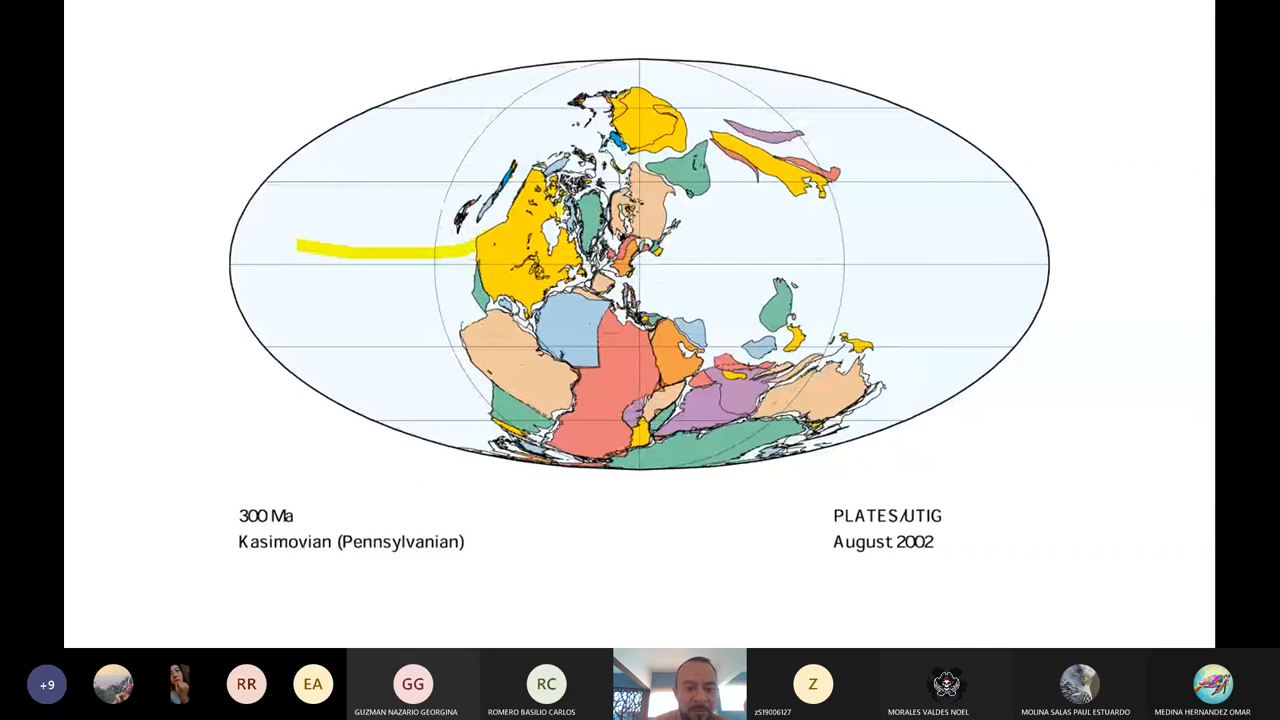 300 Ma
Kasimovian (Pennsylvanian)
PLATES/UTIG
August 2002
+9
RR
EA
GG
GUZMAN NAZARIO GEORGINA
RC
ROMERO BASILIO CARLOS
Z
zS19006127
MORALES VALDES NOEL
MOLINA SALAS PAUL ESTUARDO
MEDINA HERNANDEZ OMAR